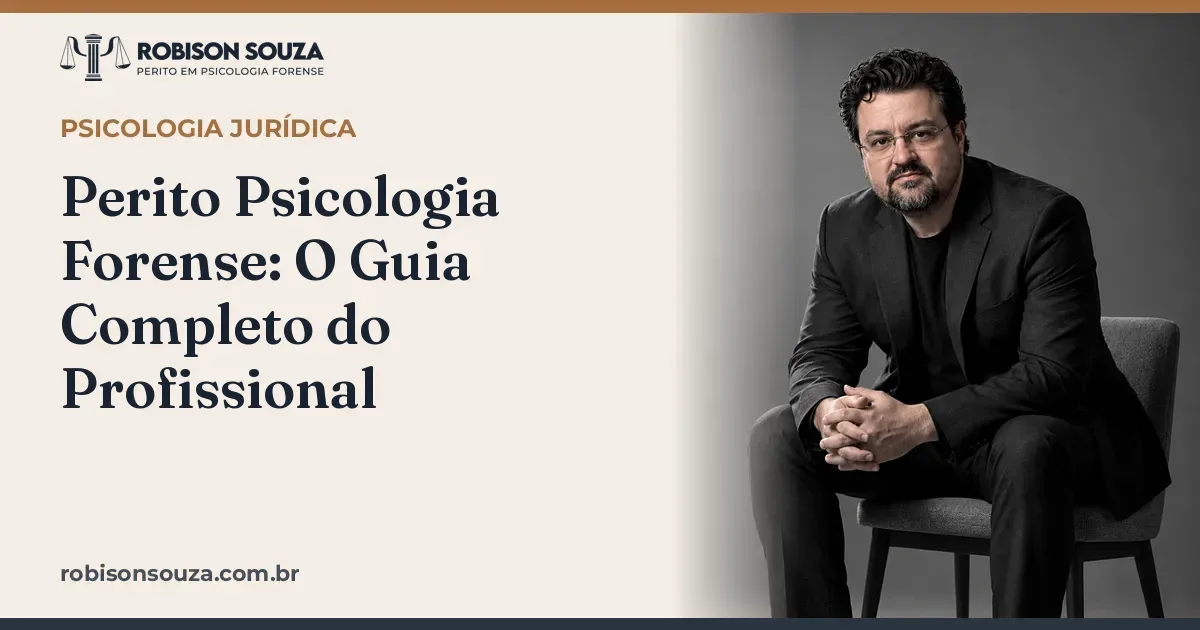 ROBISON SOUZA
PERITO EM PSICOLOGIA FORENSE
PSICOLOGIA JURÍDICA
Perito Psicologia
Forense: O Guia
Completo do
Profissional
robisonsouza.com.br